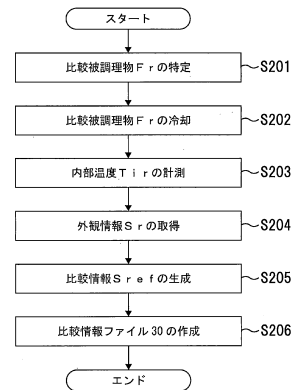 スタート
比較被調理物Frの特定 S201
比較被調理物Frの冷却 S202
内部温度Tirの計測 S203
外観情報Srの取得 S204
比較情報Srefの生成 S205
比較情報ファイル30の作成 S206
エンド